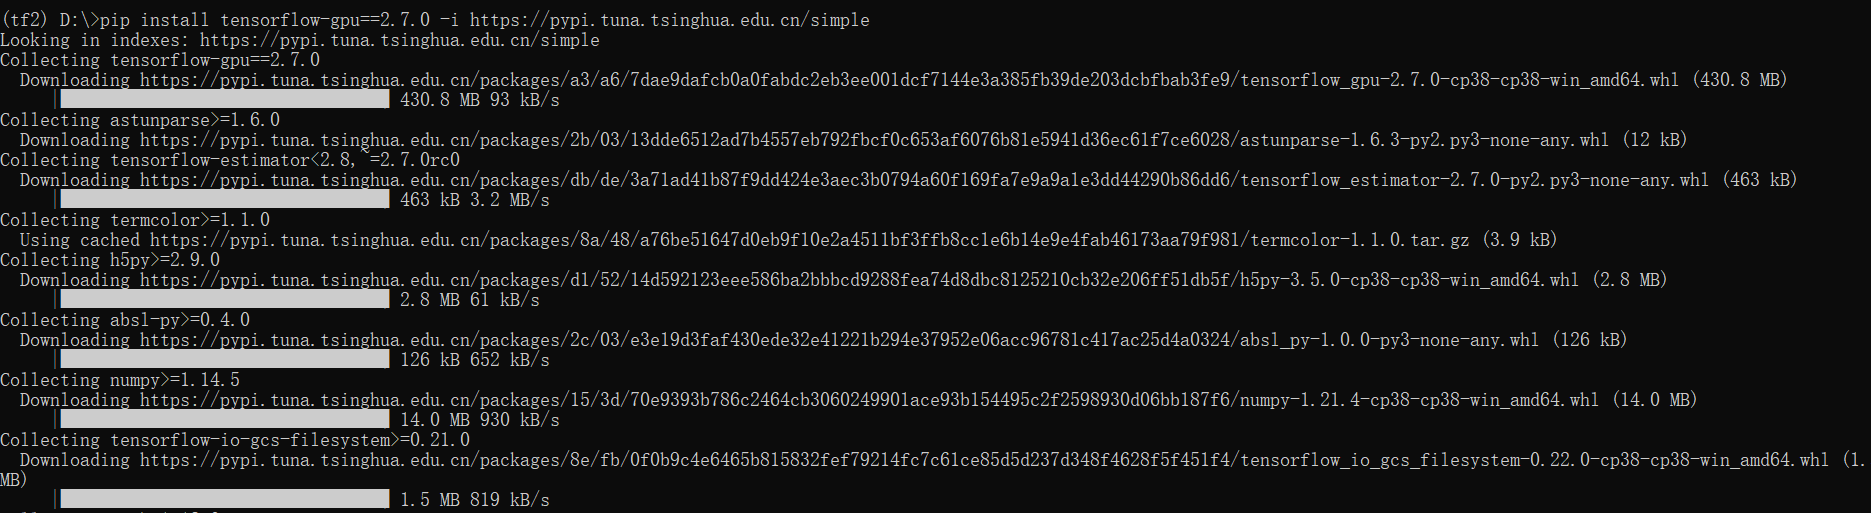 (tf2) D:\>pip install tensorflow-gpu==2.7.0 -i https://pypi.tuna.tsinghua.edu.cn/simple
Looking in indexes: https://pypi.tuna.tsinghua.edu.cn/simple
Collecting tensorflow-gpu==2.7.0
Downloading https://pypi.tuna.tsinghua.edu.cn/packages/a3/a6/7dae9dafcb0a0fabdc2eb3ee001dcf7144e3a385fb39de203dcbfbab3fe9/tensorflow_gpu-2.7.0-cp38-cp38-win_amd64.whl (430.8 MB)
430.8 MB 93 kB/s
Collecting astunparse>=1.6.0
Downloading https://pypi.tuna.tsinghua.edu.cn/packages/2b/03/13dde6512ad7b4557eb792fbcf0c653af6076b81e5941d36ec61f7ce6028/astunparse-1.6.3-py2.py3-none-any.whl (12 kB)
Collecting tensorflow-estimator<2.8,~=2.7.0rc0
Downloading https://pypi.tuna.tsinghua.edu.cn/packages/db/de/3a71ad41b87f9dd424e3aec3b0794a60f169fa7e9a9a1e3dd44290b86dd6/tensorflow_estimator-2.7.0-py2.py3-none-any.whl (463 kB)
463 kB 3.2 MB/s
Collecting termcolor>=1.1.0
Using cached https://pypi.tuna.tsinghua.edu.cn/packages/8a/48/a76be51647d0eb9f10e2a4511bf3ffb8cc1e6b14e9e4fab46173aa79f981/termcolor-1.1.0.tar.gz (3.9 kB)
Collecting h5py>=2.9.0
Downloading https://pypi.tuna.tsinghua.edu.cn/packages/d1/52/14d592123eee586ba2bbbcd9288fea74d8dbc8125210cb32e206ff51db5f/h5py-3.5.0-cp38-cp38-win_amd64.whl (2.8 MB)
2.8 MB 61 kB/s
Collecting absl-py>=0.4.0
Downloading https://pypi.tuna.tsinghua.edu.cn/packages/2c/03/e3e19d3faf430ede32e41221b294e37952e06acc96781c417ac25d4a0324/absl_py-1.0.0-py3-none-any.whl (126 kB)
126 kB 652 kB/s
Collecting numpy>=1.14.5
Downloading https://pypi.tuna.tsinghua.edu.cn/packages/15/3d/70e9393b786c2464cb3060249901ace93b154495c2f2598930d06bb187f6/numpy-1.21.4-cp38-cp38-win_amd64.whl (14.0 MB)
14.0 MB 930 kB/s
Collecting tensorflow-io-gcs-filesystem>=0.21.0
Downloading https://pypi.tuna.tsinghua.edu.cn/packages/8e/fb/0f0b9c4e6465b815832fef79214fc7c61ce85d5d237d348f4628f5f451f4/tensorflow_io_gcs_filesystem-0.22.0-cp38-cp38-win_amd64.whl (1.
MB)
1.5 MB 819 kB/s